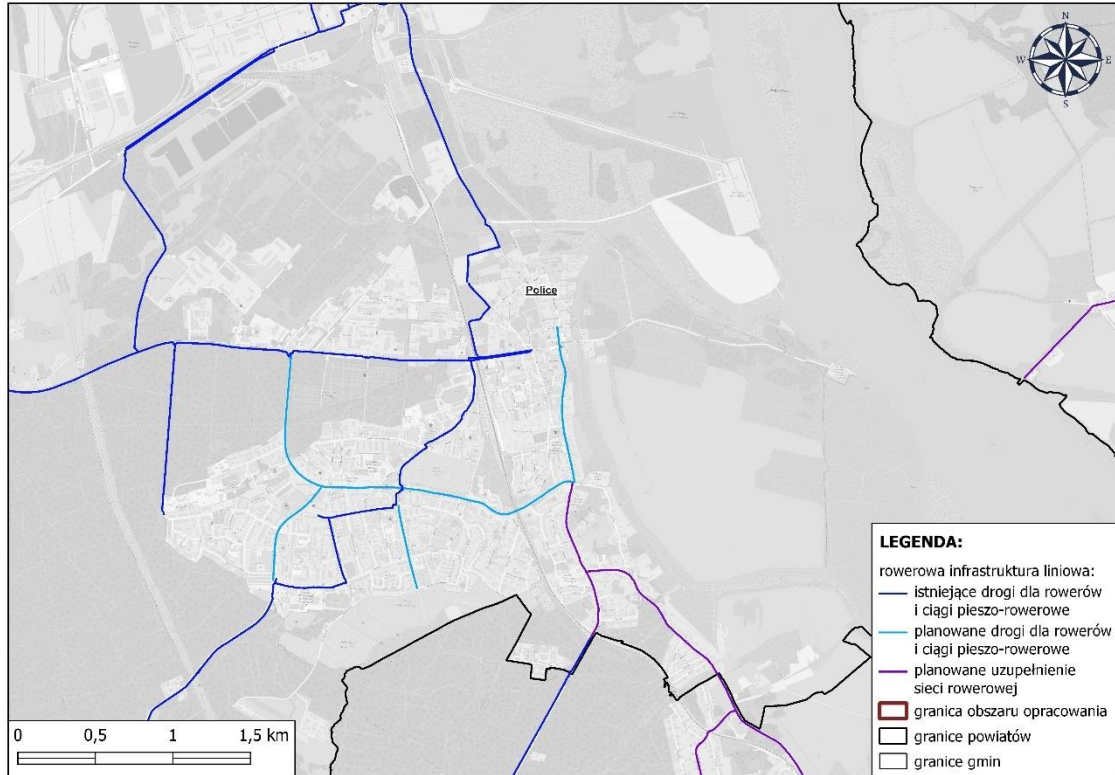 N
W
E
S
Police
LEGENDA:
rowerowa infrastruktura liniowa:
istniejące drogi dla rowerów
i ciągi pieszo-rowerowe
planowane drogi dla rowerów
i ciągi pieszo-rowerowe
planowane uzupełnienie
sieci rowerowej
granica obszaru opracowania
granice powiatów
granice gmin
0 0,5 1 1,5 km